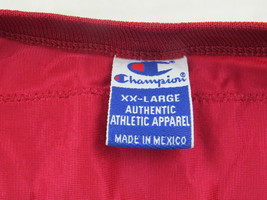 Champion
XX-LARGE
AUTHENTIC
ATHLETIC APPAREL
MADE IN MEXICO